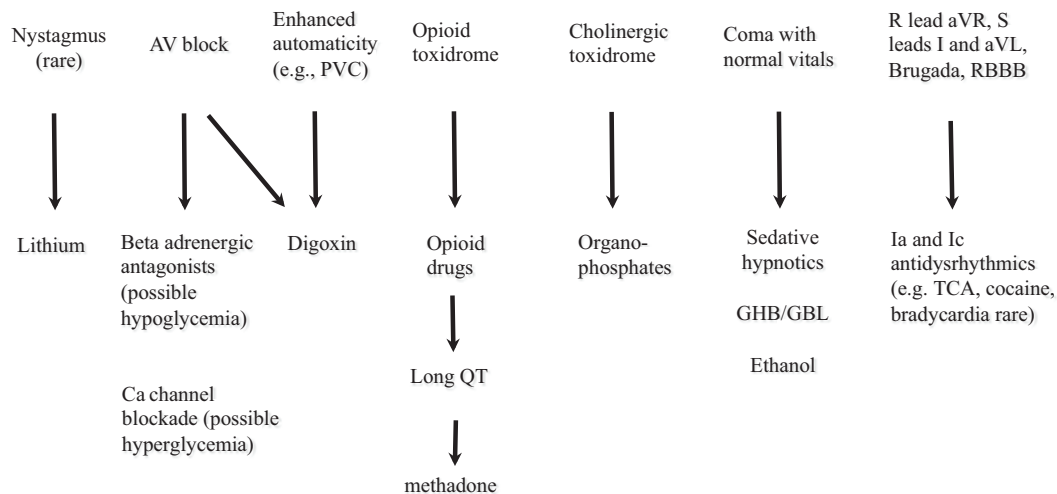 Nystagmus
(rare)
AV block
Enhanced
automaticity
(e.g., PVC)
Opioid
toxidrome
Cholinergic
toxidrome
Coma with
normal vitals
R lead aVR, S
leads I and aVL,
Brugada, RBBB
Lithium
Beta adrenergic
antagonists
(possible
hypoglycemia)
Digoxin
Opioid
drugs
Organo-
phosphates
Sedative
hypnotics
GHB/GBL
Ethanol
Ia and Ic
antidysrhythmics
(e.g. TCA, cocaine,
bradycardia rare)
Ca channel
blockade (possible
hyperglycemia)
Long QT
methadone